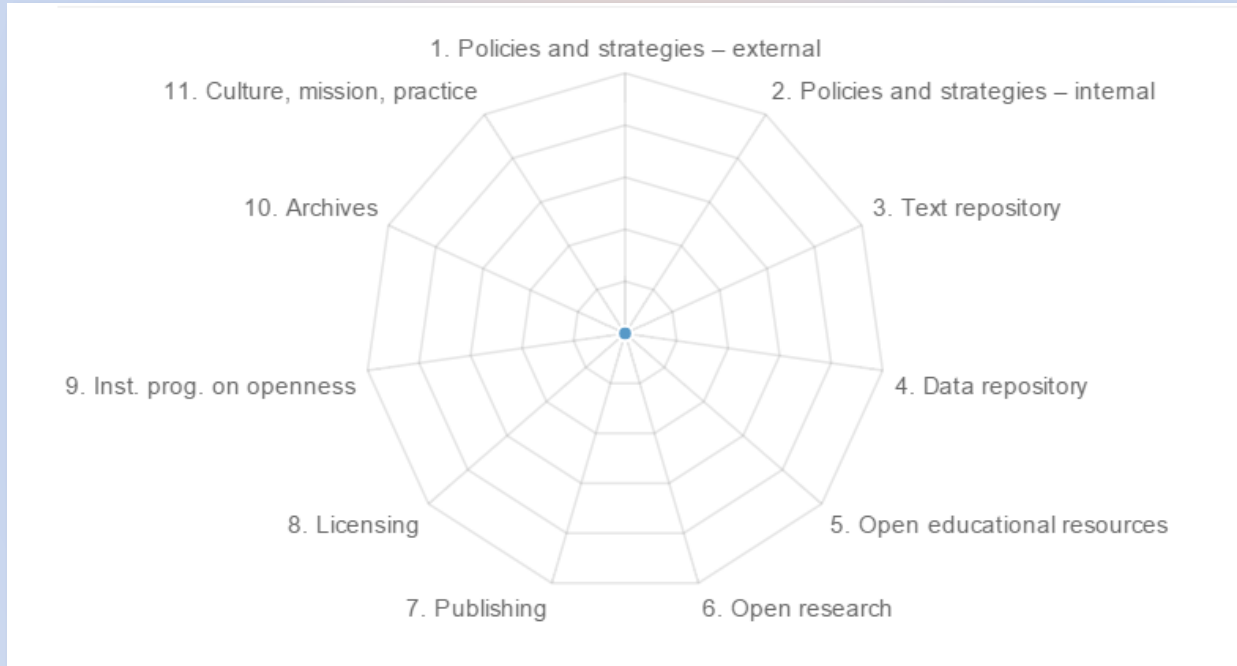 1. Policies and strategies – external
2. Policies and strategies – internal
3. Text repository
4. Data repository
5. Open educational resources
6. Open research
7. Publishing
8. Licensing
9. Inst. prog. on openness
10. Archives
11. Culture, mission, practice